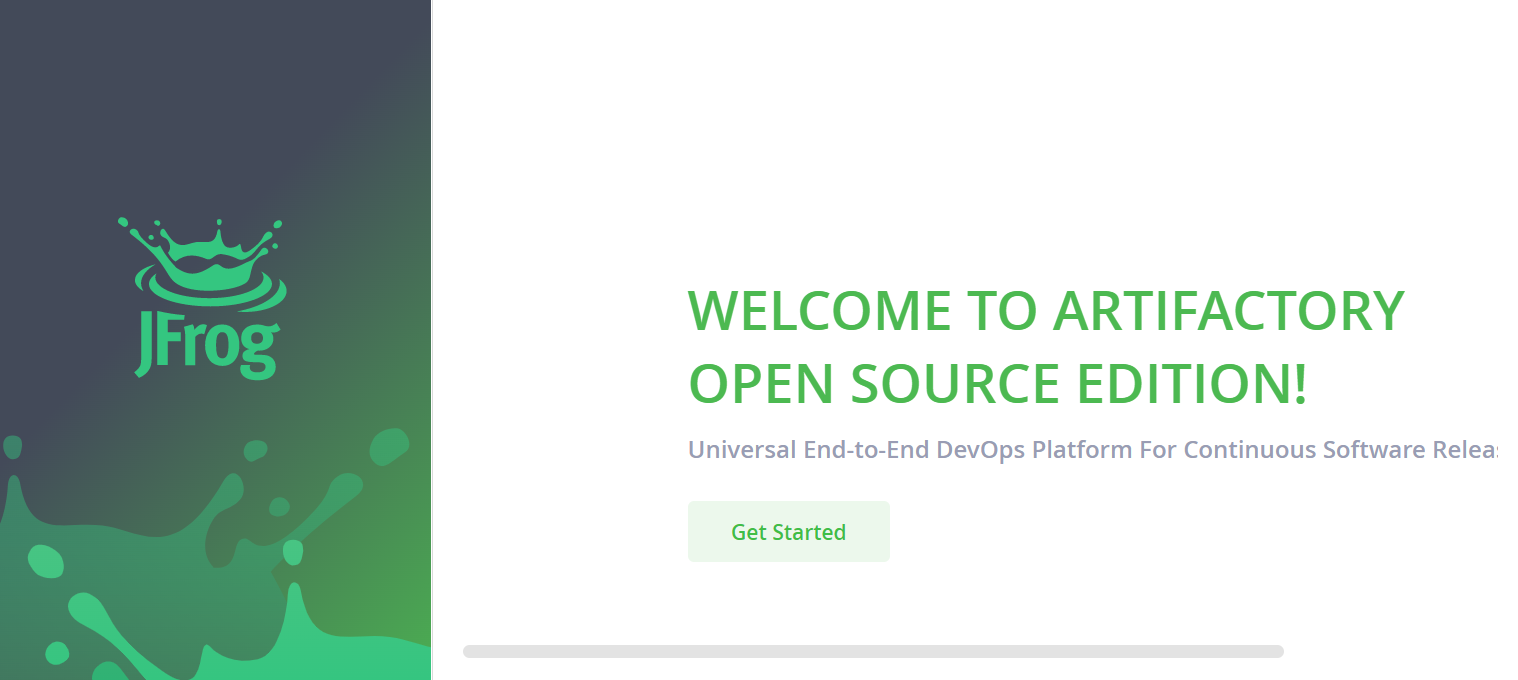 JFrog
WELCOME TO ARTIFACTORY
OPEN SOURCE EDITION!
Universal End-to-End DevOps Platform For Continuous Software
Get Started